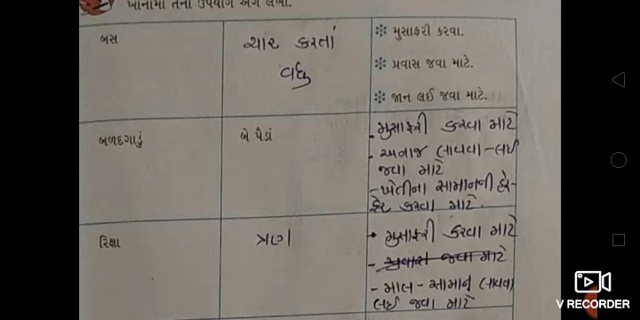 ખાનામાં તેના ઉપયોગ અંગે લખો.
બસ
ચાર કરતાં
વધુ
❇ મુસાફરી કરવા.
❇ પ્રવાસ જવા માટે.
❇ જાન લઈ જવા માટે.
બળદગાડું
બે પૈડાં
- મુસાફરી કરવા માટે
- અનાજ લાવવા-લઈ
જવા માટે
- ખેતીના સામાનની હેર-
ફેર કરવા માટે.
રિક્ષા
ત્રણ
• મુસાફરી કરવા માટે
- પ્રવાસ જવા માટે
- માલ-સામાન લાવવા
લઈ જવા માટે
V RECORDER